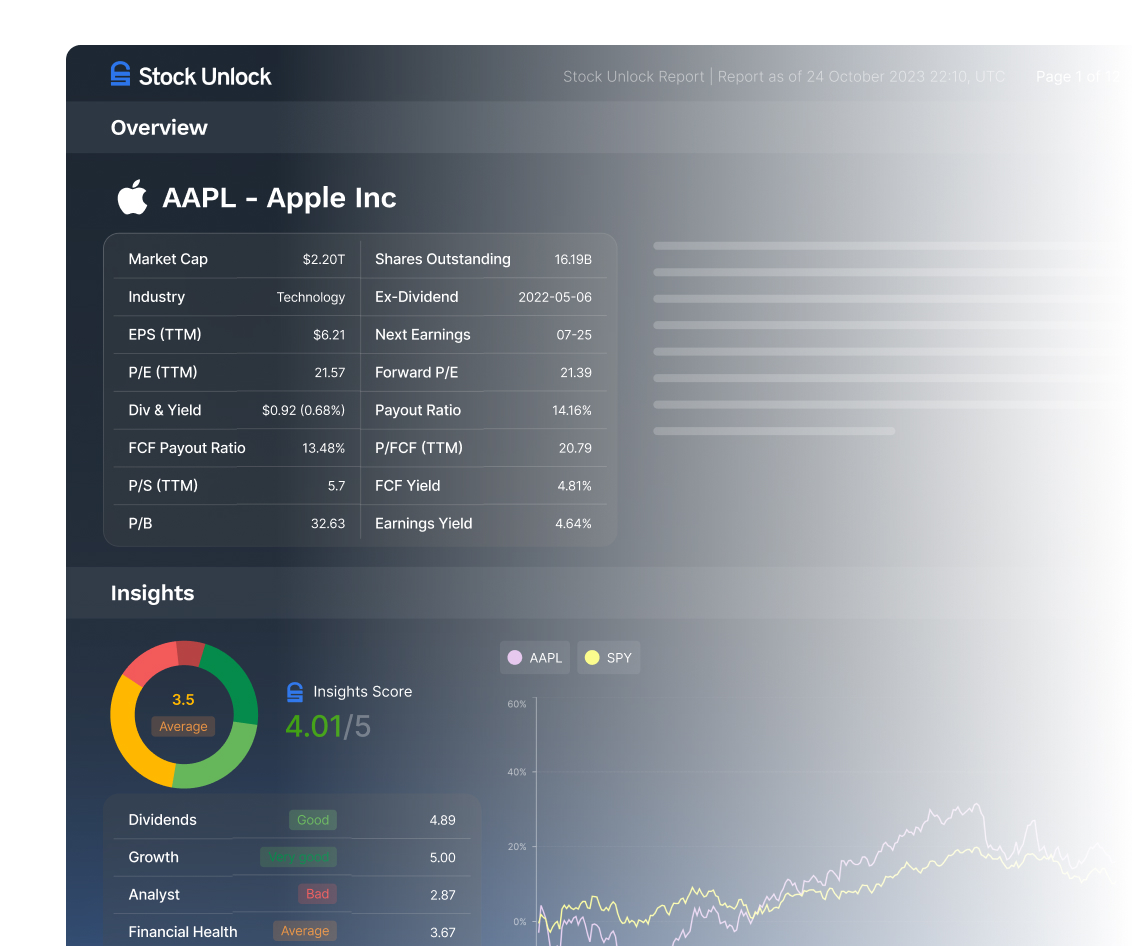 Stock Unlock
Stock Unlock Report | Report as of 24 October 2023 22:10, UTC Page 1 of
Overview
AAPL - Apple Inc
Market Cap $2.20T Shares Outstanding 16.19B
Industry Technology Ex-Dividend 2022-05-06
EPS (TTM) $6.21 Next Earnings 07-25
P/E (TTM) 21.57 Forward P/E 21.39
Div & Yield $0.92 (0.68%) Payout Ratio 14.16%
FCF Payout Ratio 13.48% P/FCF (TTM) 20.79
P/S (TTM) 5.7 FCF Yield 4.81%
P/B 32.63 Earnings Yield 4.64%
Insights
3.5
Average
Insights Score
4.01/5
Dividends Good 4.89
Growth Very good 5.00
Analyst Bad 2.87
Financial Health Average 3.67
AAPL SPY
60%
40%
20%
0%